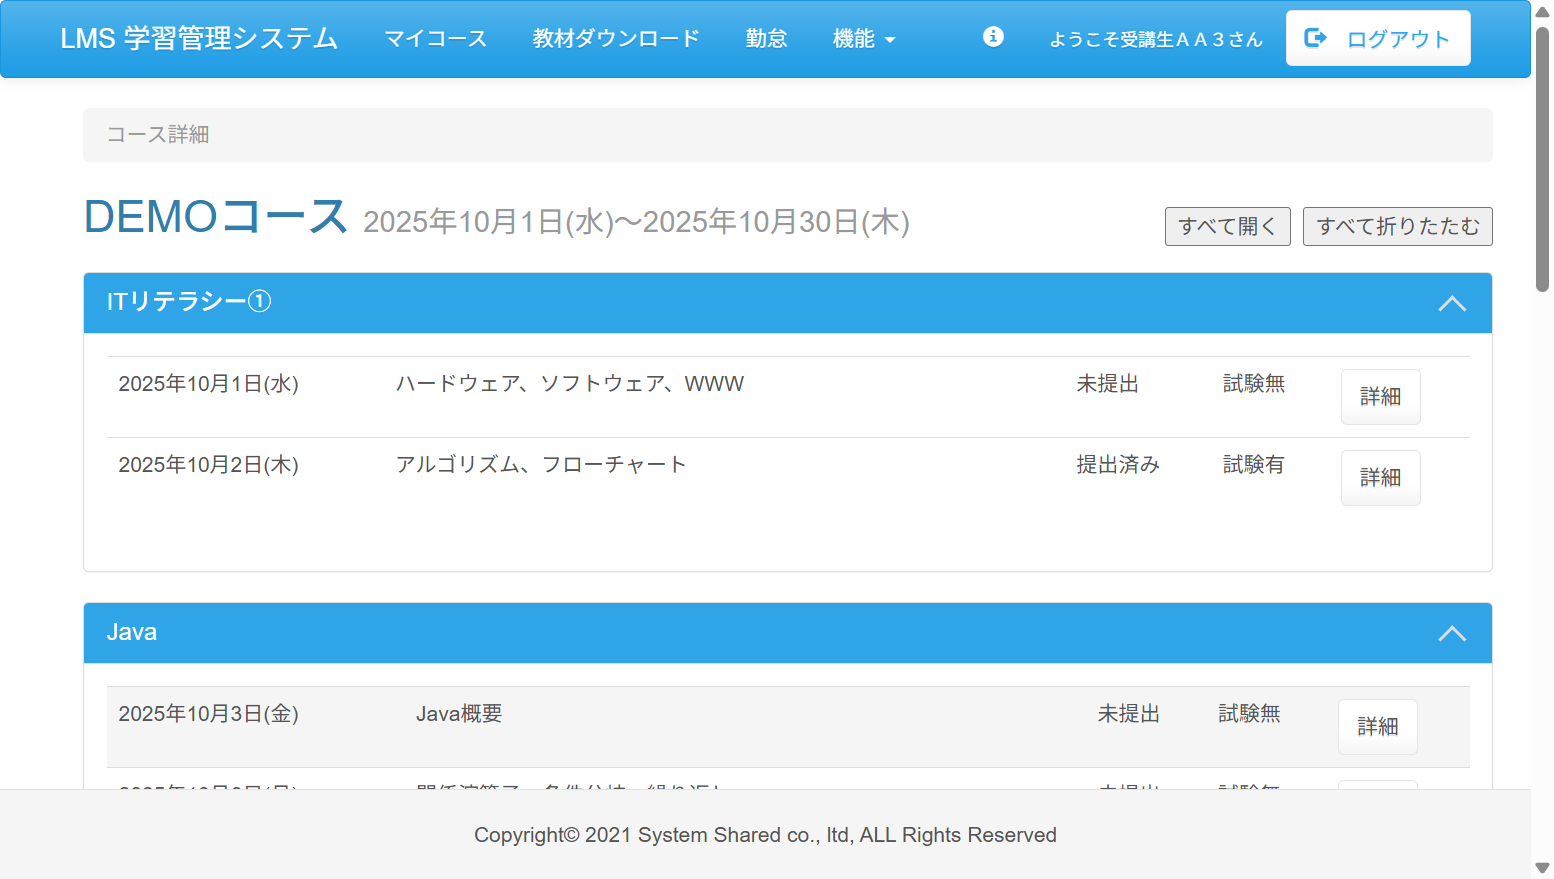 LMS 学習管理システム マイコース 教材ダウンロード 勤怠 機能 ようこそ受講生ＡＡ３さん ログアウト
コース詳細
DEMOコース 2025年10月1日(水)～2025年10月30日(木) すべて開く すべて折りたたむ
ITリテラシー①
2025年10月1日(水) ハードウェア、ソフトウェア、WWW 未提出 試験無 詳細
2025年10月2日(木) アルゴリズム、フローチャート 提出済み 試験有 詳細
Java
2025年10月3日(金) Java概要 未提出 試験無 詳細
Copyright© 2021 System Shared co., ltd, ALL Rights Reserved